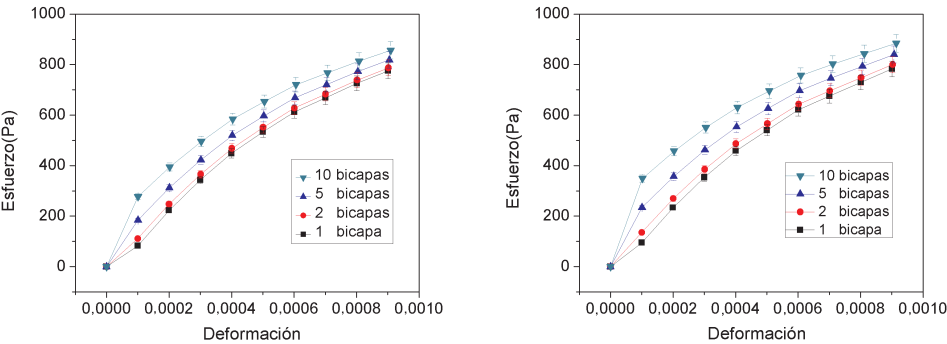 1000
800
600
400
200
0
Esfuerzo(Pa)
10 bicapas
5 bicapas
2 bicapas
1 bicapa
0,0000 0,0002 0,0004 0,0006 0,0008 0,0010
Deformación
1000
800
600
400
200
0
Esfuerzo(Pa)
10 bicapas
5 bicapas
2 bicapas
1 bicapa
0,0000 0,0002 0,0004 0,0006 0,0008 0,0010
Deformación